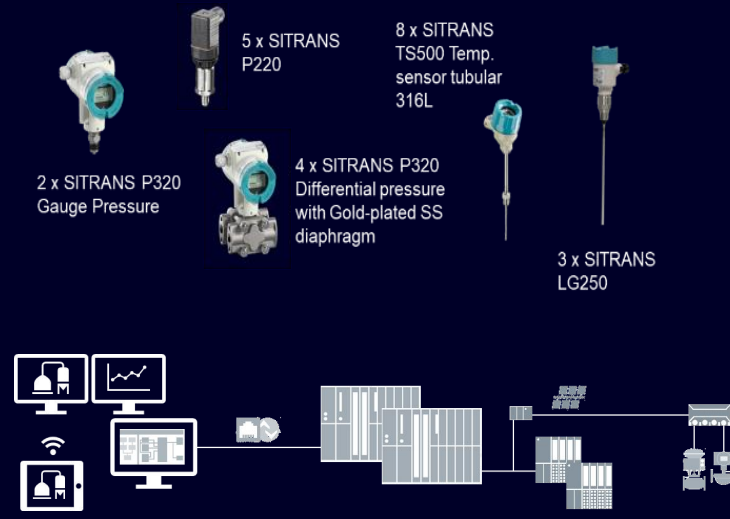 5 x SITRANS
P220
8 x SITRANS
TS500 Temp.
sensor tubular
316L
2 x SITRANS P320
Gauge Pressure
4 x SITRANS P320
Differential pressure
with Gold-plated SS
diaphragm
3 x SITRANS
LG250
M
M